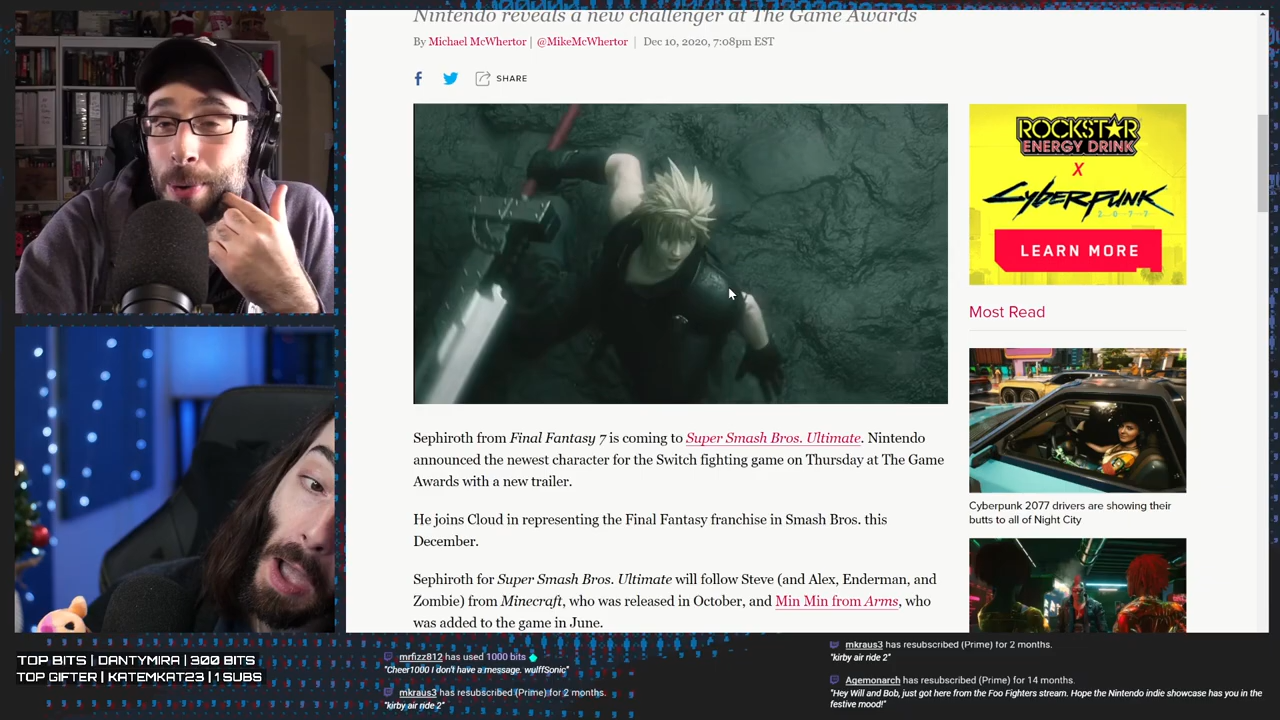 Nintendo reveals a new challenger at The Game Awards
By Michael McWhertor | @MikeMcWhertor | Dec 10, 2020, 7:08pm EST
SHARE
ROCKSTAR
ENERGY DRINK
X
CYBERPUNK
2077
LEARN MORE
Most Read
Cyberpunk 2077 drivers are showing their
butts to all of Night City
Sephiroth from Final Fantasy 7 is coming to Super Smash Bros. Ultimate. Nintendo
announced the newest character for the Switch fighting game on Thursday at The Game
Awards with a new trailer.
He joins Cloud in representing the Final Fantasy franchise in Smash Bros. this
December.
Sephiroth for Super Smash Bros. Ultimate will follow Steve (and Alex, Enderman, and
Zombie) from Minecraft, who was released in October, and Min Min from Arms, who
was added to the game in June.
TOP BITS | DANTYMIRA | 300 BITS
TOP GIFTER | KATEMKAT23 | 1 SUBS
mrfizz812 has used 1000 bits
"Cheer1000 I don't have a message. wulffSonic"
mkraus3 has resubscribed (Prime) for 2 months.
"kirby air ride 2"
mkraus3 has resubscribed (Prime) for 2 months.
"kirby air ride 2"
Agemonarch has resubscribed (Prime) for 14 months.
"Hey Will and Bob, just got here from the Foo Fighters stream. Hope the Nintendo indie showcase has you in the
festive mood!"